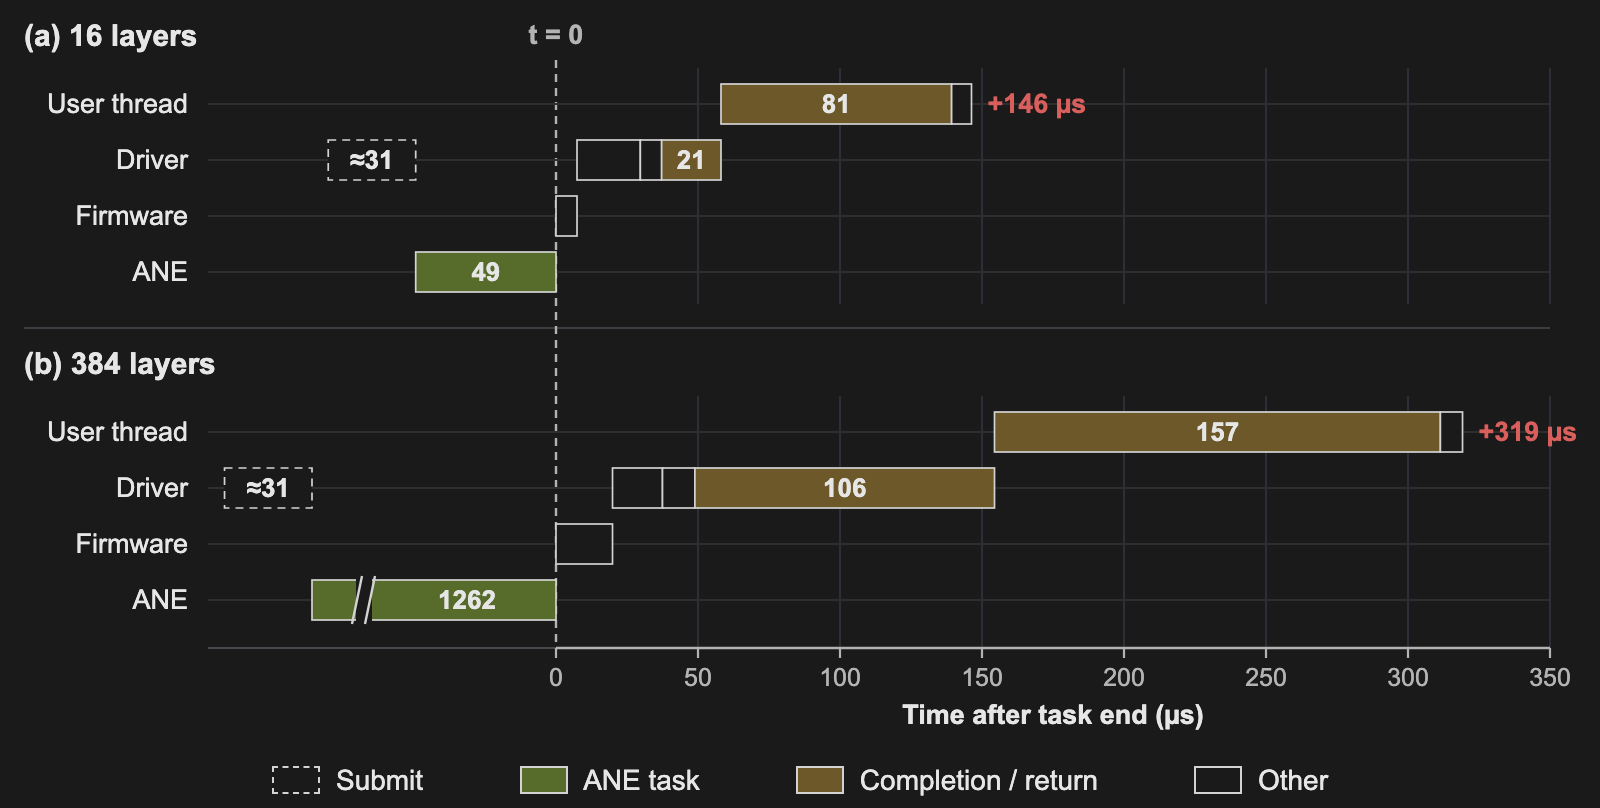 (a) 16 layers
t = 0
User thread
81
+146 µs
Driver
≈31
21
Firmware
ANE
49
(b) 384 layers
User thread
157
+319 µs
Driver
≈31
106
Firmware
ANE
1262
0 50 100 150 200 250 300 350
Time after task end (µs)
Submit
ANE task
Completion / return
Other